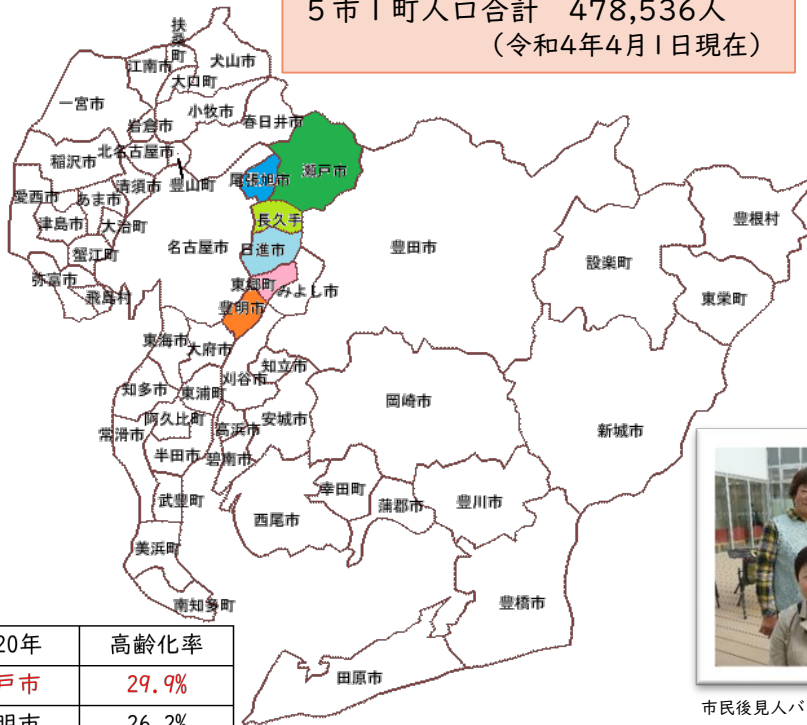 ５市１町人口合計　478,536人
（令和4年4月1日現在）
扶桑町
江南市
犬山市
大口町
一宮市
小牧市
岩倉市
春日井市
稲沢市
北名古屋市
尾張旭市
瀬戸市
愛西市
あま市
清須市
豊山町
津島市
大治町
長久手
豊根村
名古屋市
日進市
豊田市
蟹江町
設楽町
弥富市
東郷町
みよし市
飛島村
豊明市
東栄町
東海市
大府市
知立市
刈谷市
知多市
東浦町
岡崎市
阿久比町
高浜市
安城市
常滑市
新城市
半田市
碧南市
武豊町
幸田町
西尾市
蒲郡市
豊川市
美浜町
南知多町
豊橋市
田原市
20年 高齢化率
戸市 29.9%
明市 26.2%
市民後見人バ